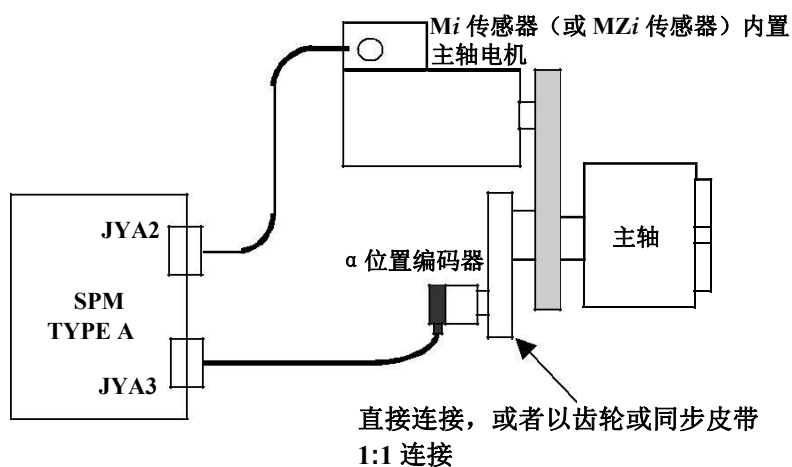 Mi 传感器（或 MZi 传感器）内置
主轴电机
JYA2
主轴
α位置编码器
SPM
TYPE A
JYA3
直接连接，或者以齿轮或同步皮带
1:1 连接